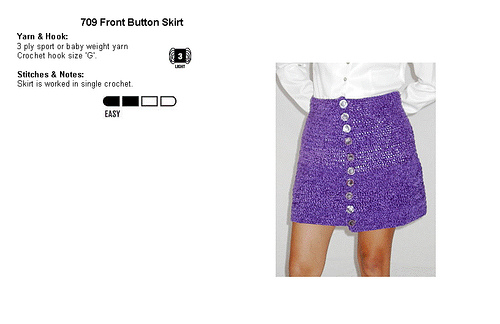 709 Front Button Skirt
Yarn & Hook:
3 ply sport or baby weight yarn
Crochet hook size "G".
3
LIGHT
Stitches & Notes:
Skirt is worked in single crochet.
EASY